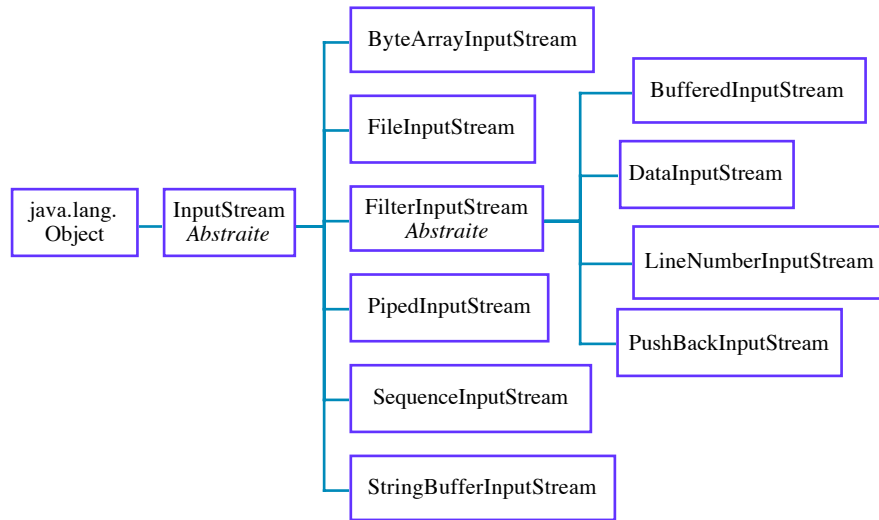 java.lang.
Object
InputStream
Abstraite
ByteArrayInputStream
FileInputStream
FilterInputStream
Abstraite
PipedInputStream
SequenceInputStream
StringBufferInputStream
BufferedInputStream
DataInputStream
LineNumberInputStream
PushBackInputStream